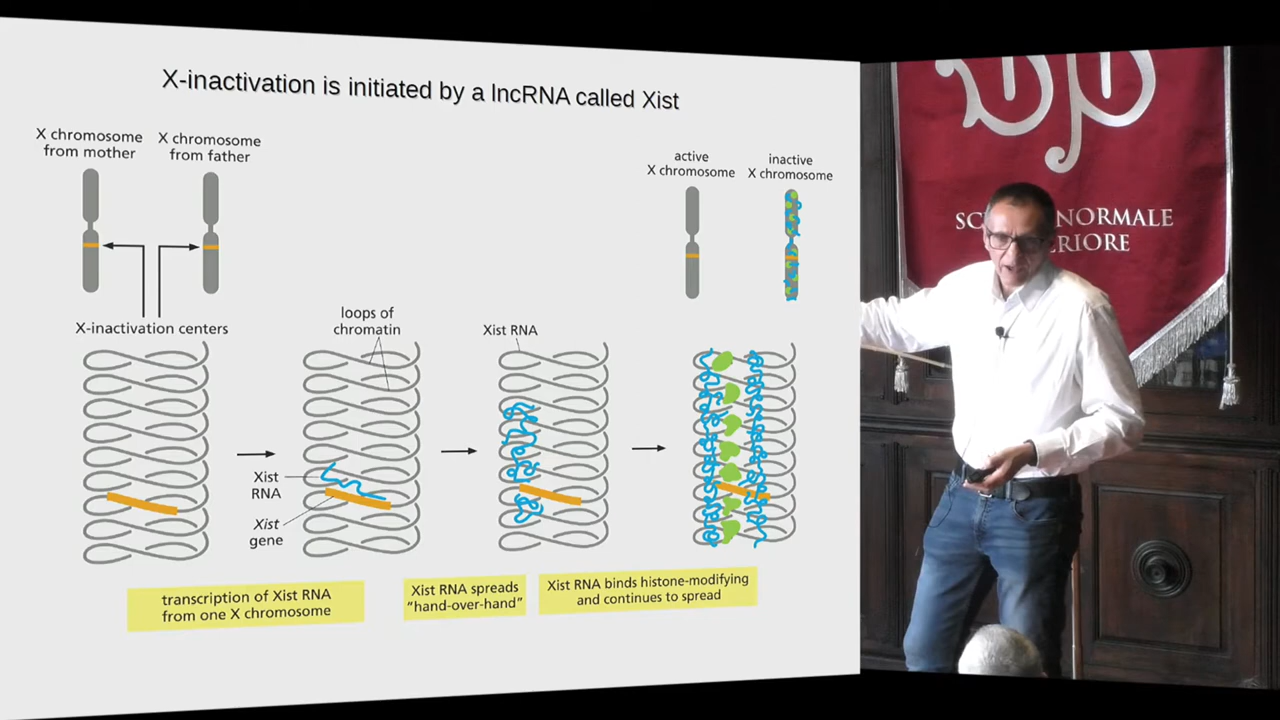 X-inactivation is initiated by a lncRNA called Xist
X chromosome
from mother
X chromosome
from father
active
X chromosome
inactive
X chromosome
X-inactivation centers
loops of
chromatin
Xist RNA
Xist
RNA
Xist
gene
transcription of Xist RNA
from one X chromosome
Xist RNA spreads
"hand-over-hand"
Xist RNA binds histone-modifying
and continues to spread
NORMALE